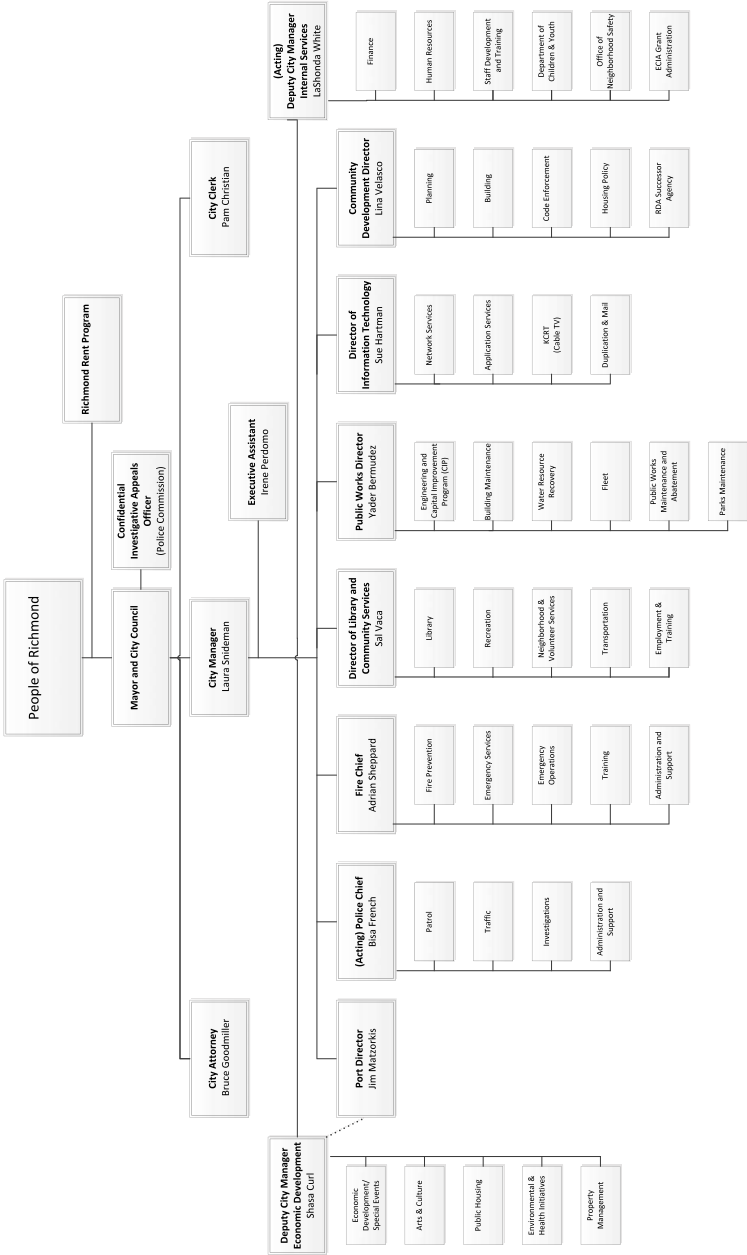 People of Richmond
Richmond Rent Program
Mayor and City Council
Confidential
Investigative Appeals
Officer
(Police Commission)
City Attorney
Bruce Goodmiller
City Manager
Laura Snideman
City Clerk
Pam Christian
Executive Assistant
Irene Perdomo
Deputy City Manager
Economic Development
Shasa Curl
Economic
Development/
Special Events
Arts & Culture
Public Housing
Environmental &
Health Initiatives
Property
Management
Port Director
Jim Matzorkis
(Acting) Police Chief
Bisa French
Patrol
Traffic
Investigations
Administration and
Support
Fire Chief
Adrian Sheppard
Fire Prevention
Emergency Services
Emergency
Operations
Training
Administration and
Support
Director of Library and
Community Services
Sal Vaca
Library
Recreation
Neighborhood &
Volunteer Services
Transportation
Employment &
Training
Public Works Director
Yader Bermudez
Engineering and
Capital Improvement
Program (CIP)
Building Maintenance
Water Resource
Recovery
Fleet
Public Works
Maintenance and
Abatement
Parks Maintenance
Director of
Information Technology
Sue Hartman
Network Services
Application Services
KCRT
(Cable TV)
Duplication & Mail
Community
Development Director
Lina Velasco
Planning
Building
Code Enforcement
Housing Policy
RDA Successor
Agency
(Acting)
Deputy City Manager
Internal Services
LaShonda White
Finance
Human Resources
Staff Development
and Training
Department of
Children & Youth
Office of
Neighborhood Safety
ECIA Grant
Administration